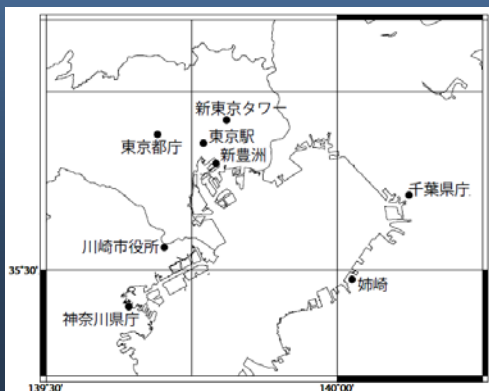 新東京タワー
東京都庁
東京駅
新豊洲
千葉県庁
川崎市役所
35°30'
姉崎
神奈川県庁
139°30'
140°00'